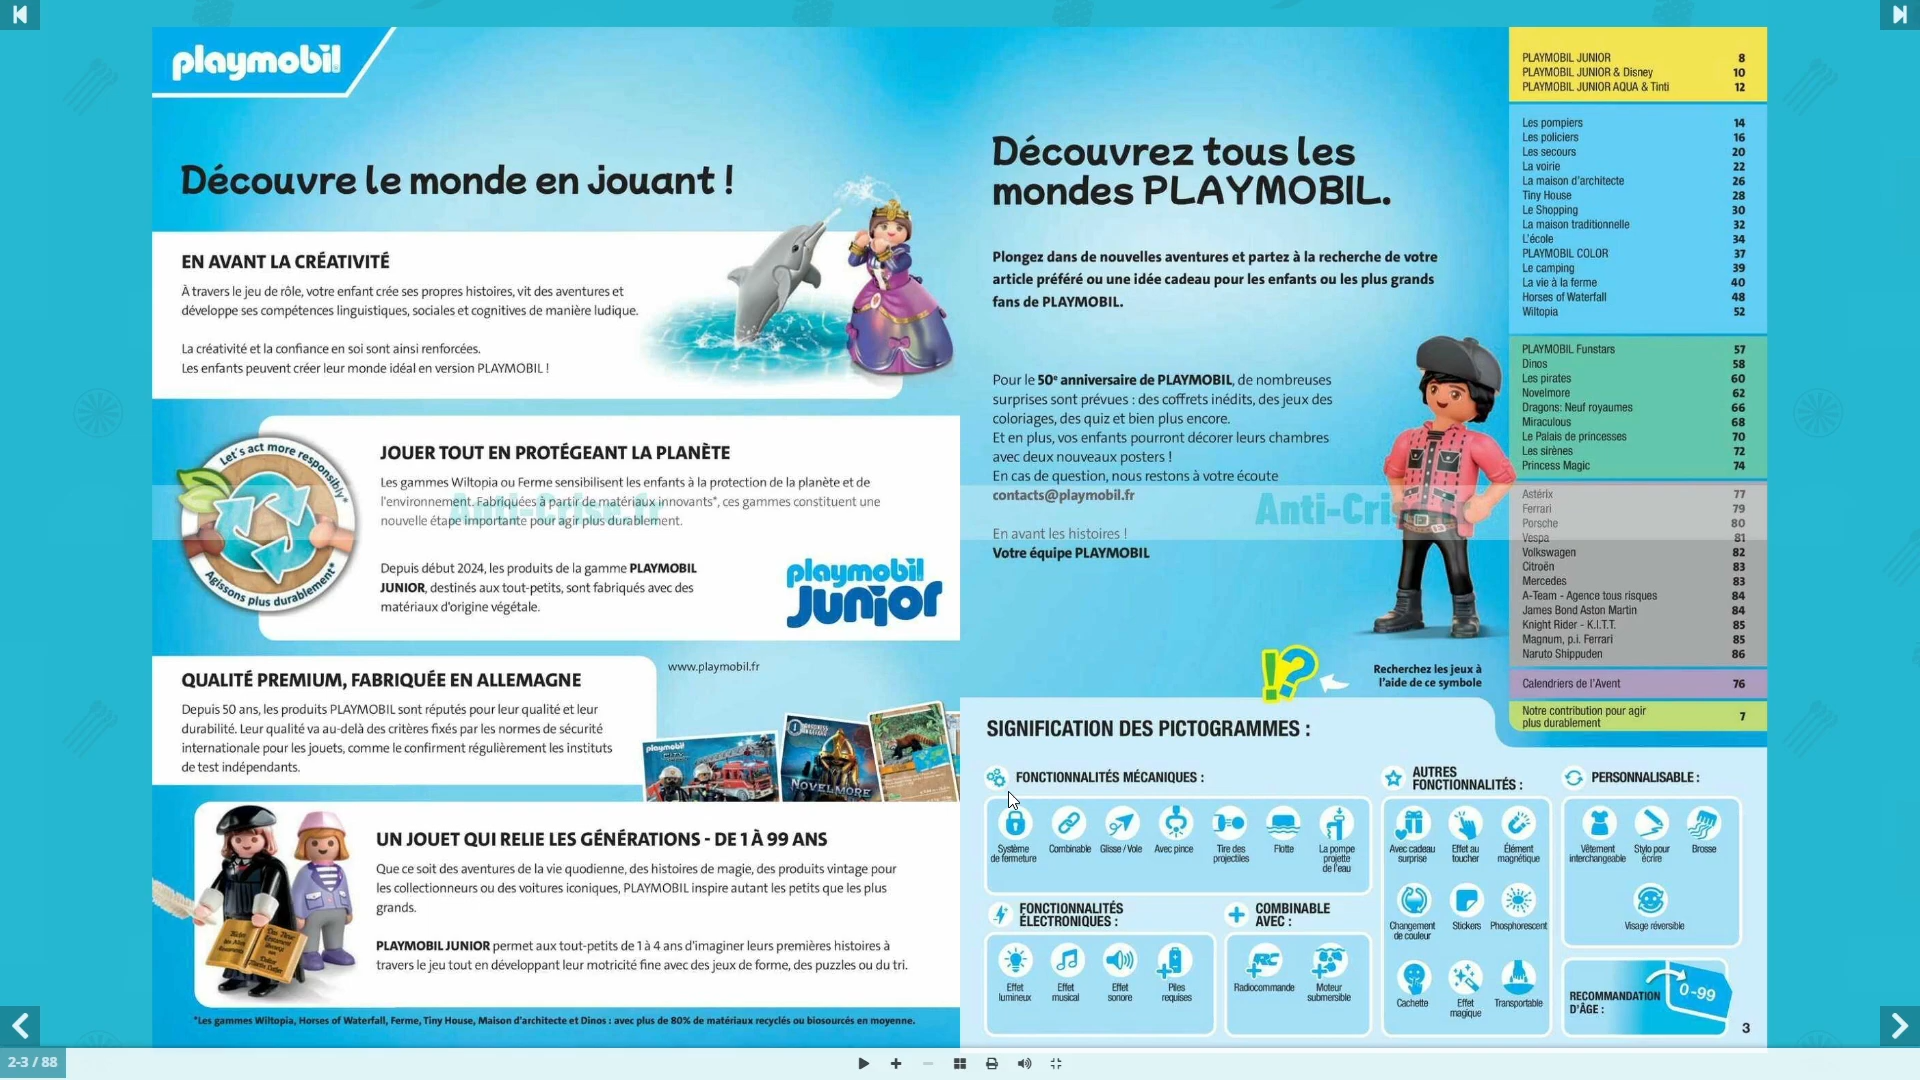 playmobil
Découvre le monde en jouant !
EN AVANT LA CRÉATIVITÉ
À travers le jeu de rôle, votre enfant crée ses propres histoires, vit des aventures et
développe ses compétences linguistiques, sociales et cognitives de manière ludique.
La créativité et la confiance en soi sont ainsi renforcées.
Les enfants peuvent créer leur monde idéal en version PLAYMOBIL !
Let's act more responsibly*
Agissons plus durablement*
JOUER TOUT EN PROTÉGEANT LA PLANÈTE
Les gammes Wiltopia ou Ferme sensibilisent les enfants à la protection de la planète et de
l'environnement. Fabriquées à partir de matériaux innovants*, ces gammes constituent une
nouvelle étape importante pour agir plus durablement.
Depuis début 2024, les produits de la gamme PLAYMOBIL
JUNIOR, destinés aux tout-petits, sont fabriqués avec des
matériaux d'origine végétale.
playmobil
Junior
QUALITÉ PREMIUM, FABRIQUÉE EN ALLEMAGNE
Depuis 50 ans, les produits PLAYMOBIL sont réputés pour leur qualité et leur
durabilité. Leur qualité va au-delà des critères fixés par les normes de sécurité
internationale pour les jouets, comme le confirment régulièrement les instituts
de test indépendants.
www.playmobil.fr
playmobil
NOVELMORE
UN JOUET QUI RELIE LES GÉNÉRATIONS - DE 1 À 99 ANS
Que ce soit des aventures de la vie quodienne, des histoires de magie, des produits vintage pour
les collectionneurs ou des voitures iconiques, PLAYMOBIL inspire autant les petits que les plus
grands.
PLAYMOBIL JUNIOR permet aux tout-petits de 1 à 4 ans d'imaginer leurs premières histoires à
travers le jeu tout en développant leur motricité fine avec des jeux de forme, des puzzles ou du tri.
*Les gammes Wiltopia, Horses of Waterfall, Ferme, Tiny House, Maison d'architecte et Dinos : avec plus de 80% de matériaux recyclés ou biosourcés en moyenne.
Découvrez tous les
mondes PLAYMOBIL.
Plongez dans de nouvelles aventures et partez à la recherche de votre
article préféré ou une idée cadeau pour les enfants ou les plus grands
fans de PLAYMOBIL.
Pour le 50e anniversaire de PLAYMOBIL, de nombreuses
surprises sont prévues : des coffrets inédits, des jeux des
coloriages, des quiz et bien plus encore.
Et en plus, vos enfants pourront décorer leurs chambres
avec deux nouveaux posters !
En cas de question, nous restons à votre écoute
contacts@playmobil.fr
En avant les histoires !
Votre équipe PLAYMOBIL
Anti-Crise.fr
Anti-Cri
!?
Recherchez les jeux à
l'aide de ce symbole
PLAYMOBIL JUNIOR 8
PLAYMOBIL JUNIOR & Disney 10
PLAYMOBIL JUNIOR AQUA & Tinti 12
Les pompiers 14
Les policiers 16
Les secours 20
La voirie 22
La maison d'architecte 26
Tiny House 28
Le Shopping 30
La maison traditionnelle 32
L'école 34
PLAYMOBIL COLOR 37
Le camping 39
La vie à la ferme 40
Horses of Waterfall 48
Wiltopia 52
PLAYMOBIL Funstars 57
Dinos 58
Les pirates 60
Novelmore 62
Dragons: Neuf royaumes 66
Miraculous 68
Le Palais de princesses 70
Les sirènes 72
Princess Magic 74
Astérix 77
Ferrari 79
Porsche 80
Vespa 81
Volkswagen 82
Citroën 83
Mercedes 83
A-Team - Agence tous risques 84
James Bond Aston Martin 84
Knight Rider - K.I.T.T. 85
Magnum, p.i. Ferrari 85
Naruto Shippuden 86
Calendriers de l'Avent 76
Notre contribution pour agir
plus durablement 7
SIGNIFICATION DES PICTOGRAMMES :
FONCTIONNALITÉS MÉCANIQUES :
Système
de fermeture
Combinable
Glisse / Vole
Avec pince
Tire des
projectiles
Flotte
La pompe
projette
de l'eau
FONCTIONNALITÉS
ÉLECTRONIQUES :
Effet
lumineux
Effet
musical
Effet
sonore
Piles
requises
COMBINABLE
AVEC :
RC
Radiocommande
Moteur
submersible
AUTRES
FONCTIONNALITÉS :
Avec cadeau
surprise
Effet au
toucher
Élément
magnétique
Changement
de couleur
Stickers
Phosphorescent
Cachette
Effet
magique
Transportable
PERSONNALISABLE :
Vêtement
interchangeable
Stylo pour
écrire
Brosse
Visage réversible
RECOMMANDATION
D'ÂGE :
0-99
3
2-3 / 88